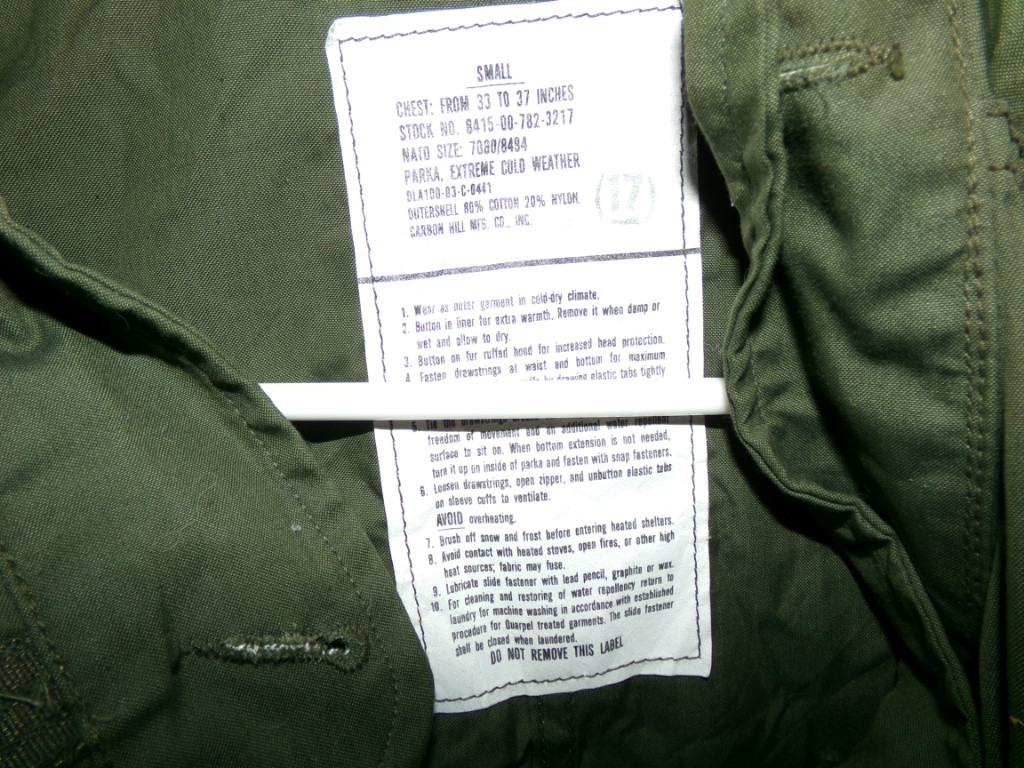 SMALL
CHEST: FROM 33 TO 37 INCHES
STOCK NO. 8415-00-782-3217
NATO SIZE: 7080/8494
PARKA, EXTREME COLD WEATHER
DLA100-83-C-0441
OUTERSHELL 80% COTTON 20% NYLON
CARBON HILL MFG. CO., INC.
17
1. Wear as outer garment in cold-dry climate.
2. Button in liner for extra warmth. Remove it when damp or
wet and allow to dry.
3. Button on fur ruffed hood for increased head protection.
4. Fasten drawstrings at waist and bottom for maximum
by drawing elastic tabs tightly
5. Tie the drawstrings
freedom of movement and an additional water repellent
surface to sit on. When bottom extension is not needed,
turn it up on inside of parka and fasten with snap fasteners.
6. Loosen drawstrings, open zipper, and unbutton elastic tabs
on sleeve cuffs to ventilate.
AVOID overheating.
7. Brush off snow and frost before entering heated shelters.
8. Avoid contact with heated stoves, open fires, or other high
heat sources; fabric may fuse.
9. Lubricate slide fastener with lead pencil, graphite or wax.
10. For cleaning and restoring of water repellency return to
laundry for machine washing in accordance with established
procedure for Quarpel treated garments. The slide fastener
shall be closed when laundered.
DO NOT REMOVE THIS LABEL